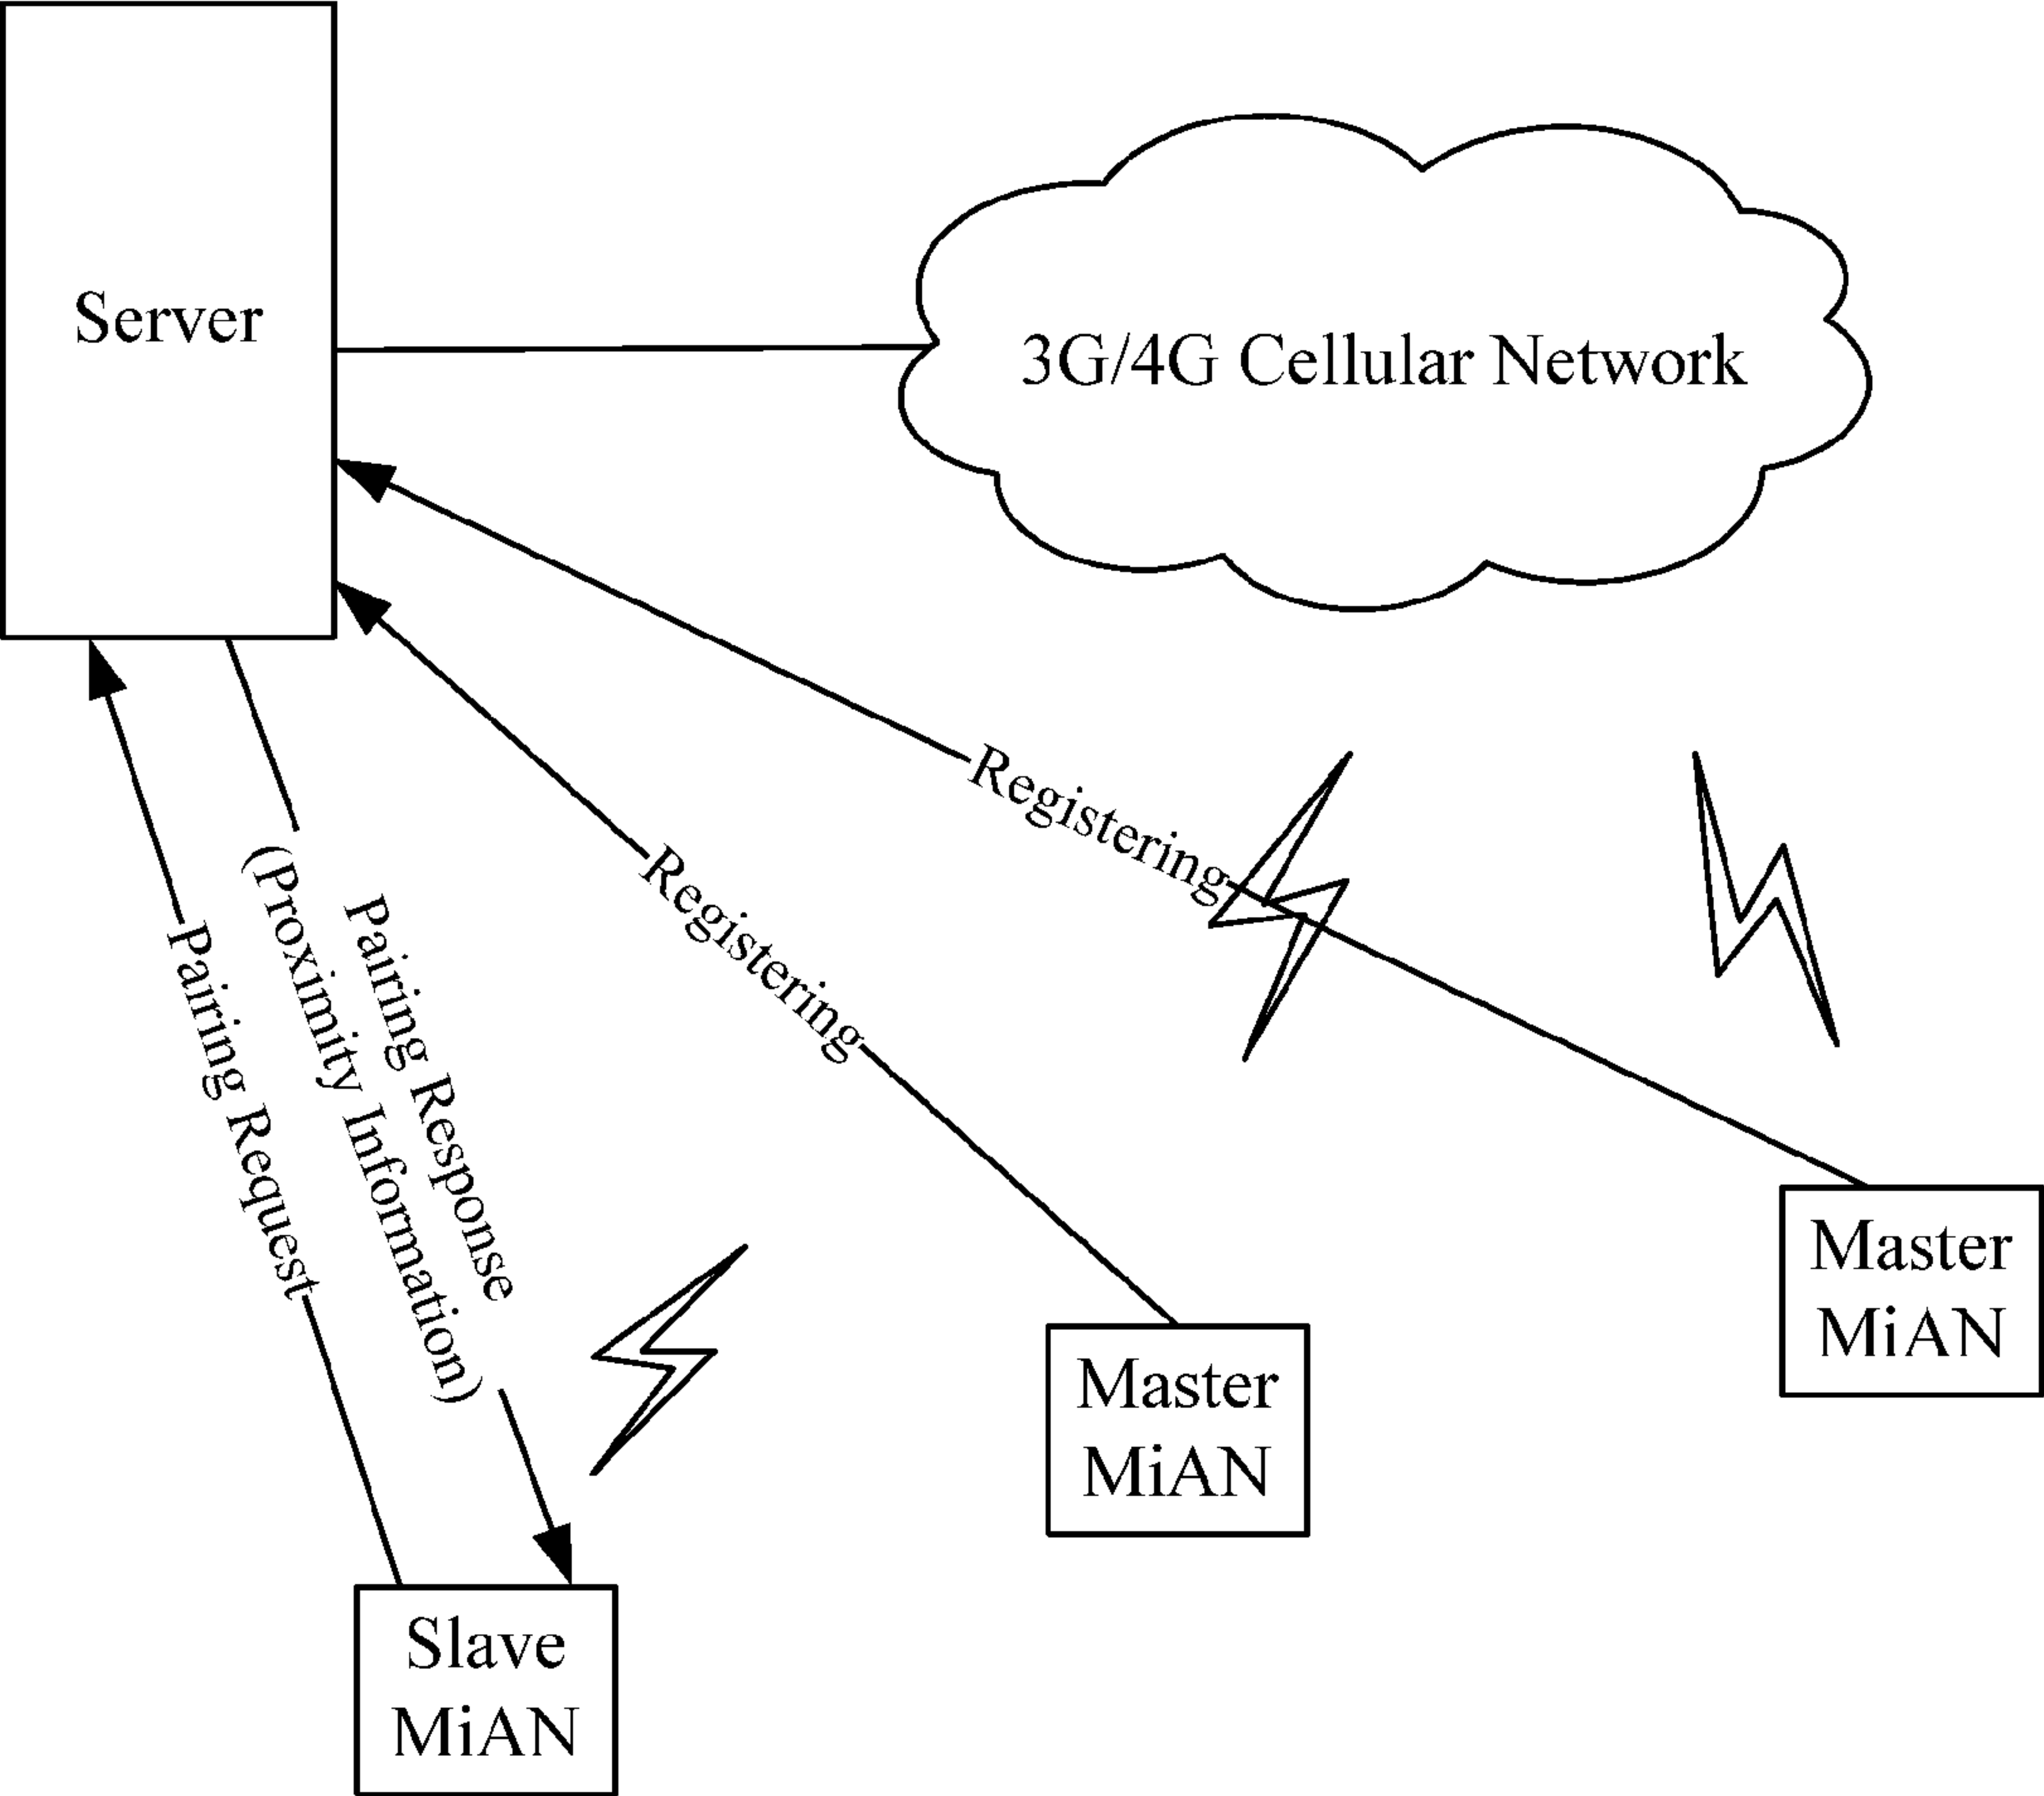 Server
3G/4G Cellular Network
Registering
Registering
Pairing Response
(Proximity Information)
Pairing Request
Master
MiAN
Master
MiAN
Slave
MiAN